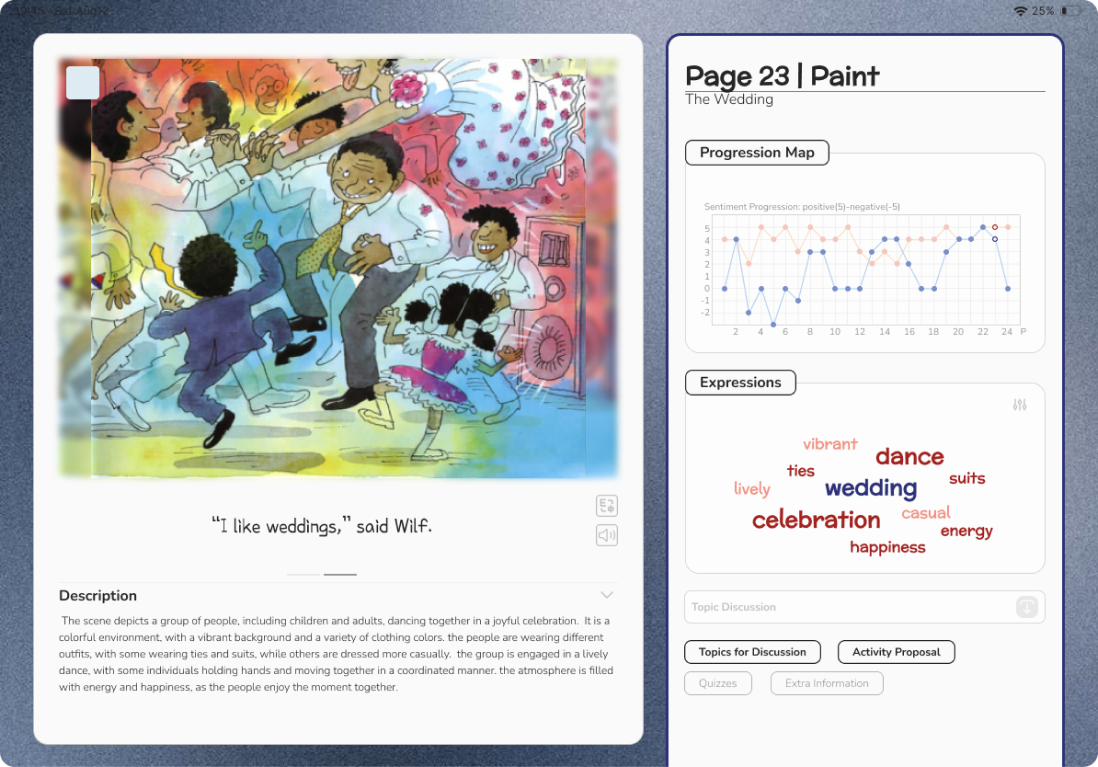 25%
"I like weddings," said Wilf.
Description
The scene depicts a group of people, including children and adults, dancing together in a joyful celebration. It is a
colorful environment, with a vibrant background and a variety of clothing colors. the people are wearing different
outfits, with some wearing ties and suits, while others are dressed more casually. the group is engaged in a lively
dance, with some individuals holding hands and moving together in a coordinated manner. the atmosphere is filled
with energy and happiness, as the people enjoy the moment together.
Page 23 | Paint
The Wedding
Progression Map
Sentiment Progression: positive(5)-negative(-5)
5
4
3
2
1
0
-1
-2
2 4 6 8 10 12 14 16 18 20 22 24 P
Expressions
vibrant
dance
ties
suits
lively
wedding
casual
celebration
energy
happiness
Topic Discussion
Topics for Discussion Activity Proposal
Quizzes Extra Information